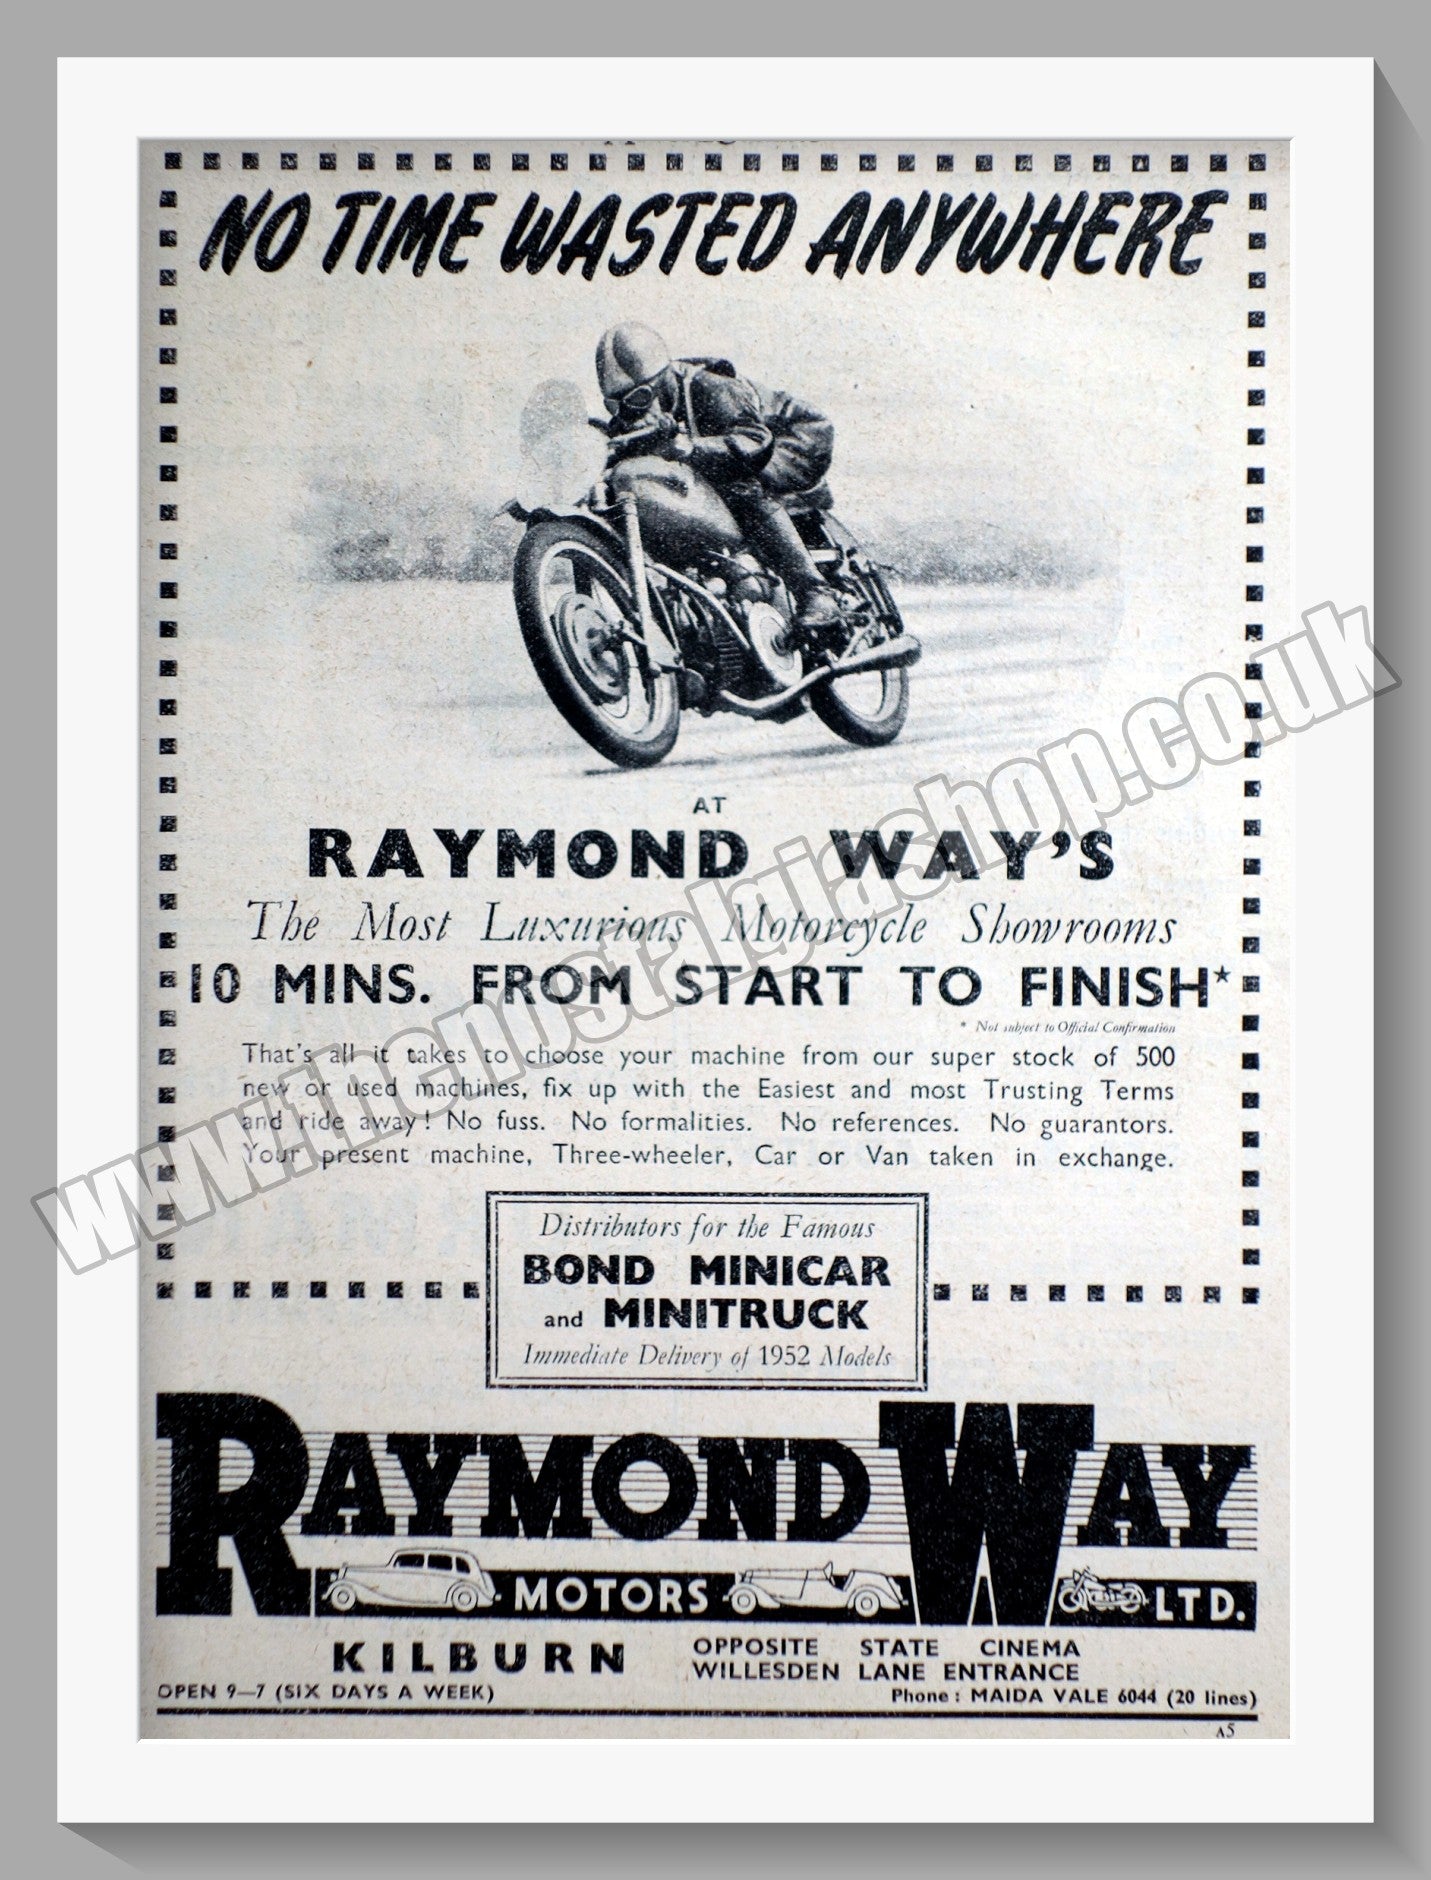 NO TIME WASTED ANYWHERE
AT
RAYMOND WAY'S
The Most Luxurious Motorcycle Showrooms
10 MINS. FROM START TO FINISH*
* Not subject to Official Confirmation
That's all it takes to choose your machine from our super stock of 500
new or used machines, fix up with the Easiest and most Trusting Terms
and ride away! No fuss. No formalities. No references. No guarantors.
Your present machine, Three-wheeler, Car or Van taken in exchange.
Distributors for the Famous
BOND MINICAR
and MINITRUCK
Immediate Delivery of 1952 Models
RAYMOND WAY
MOTORS LTD.
KILBURN
OPPOSITE STATE CINEMA
WILLESDEN LANE ENTRANCE
OPEN 9—7 (SIX DAYS A WEEK)
Phone: MAIDA VALE 6044 (20 lines)
A5
www.thenostalgiashop.co.uk